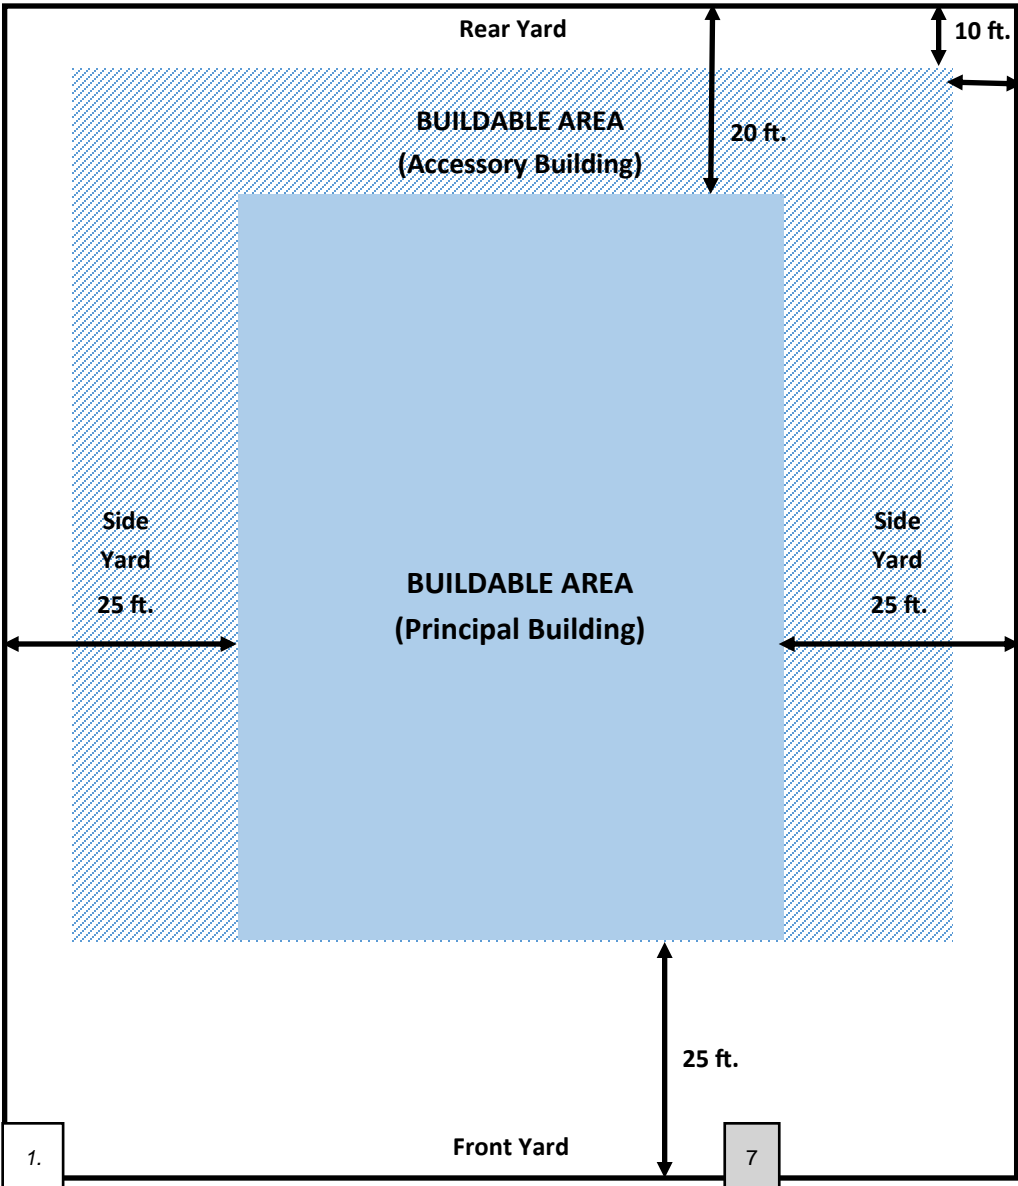 Rear Yard
10 ft.
BUILDABLE AREA
(Accessory Building)
20 ft.
Side
Yard
25 ft.
Side
Yard
25 ft.
BUILDABLE AREA
(Principal Building)
25 ft.
Front Yard
1.
7